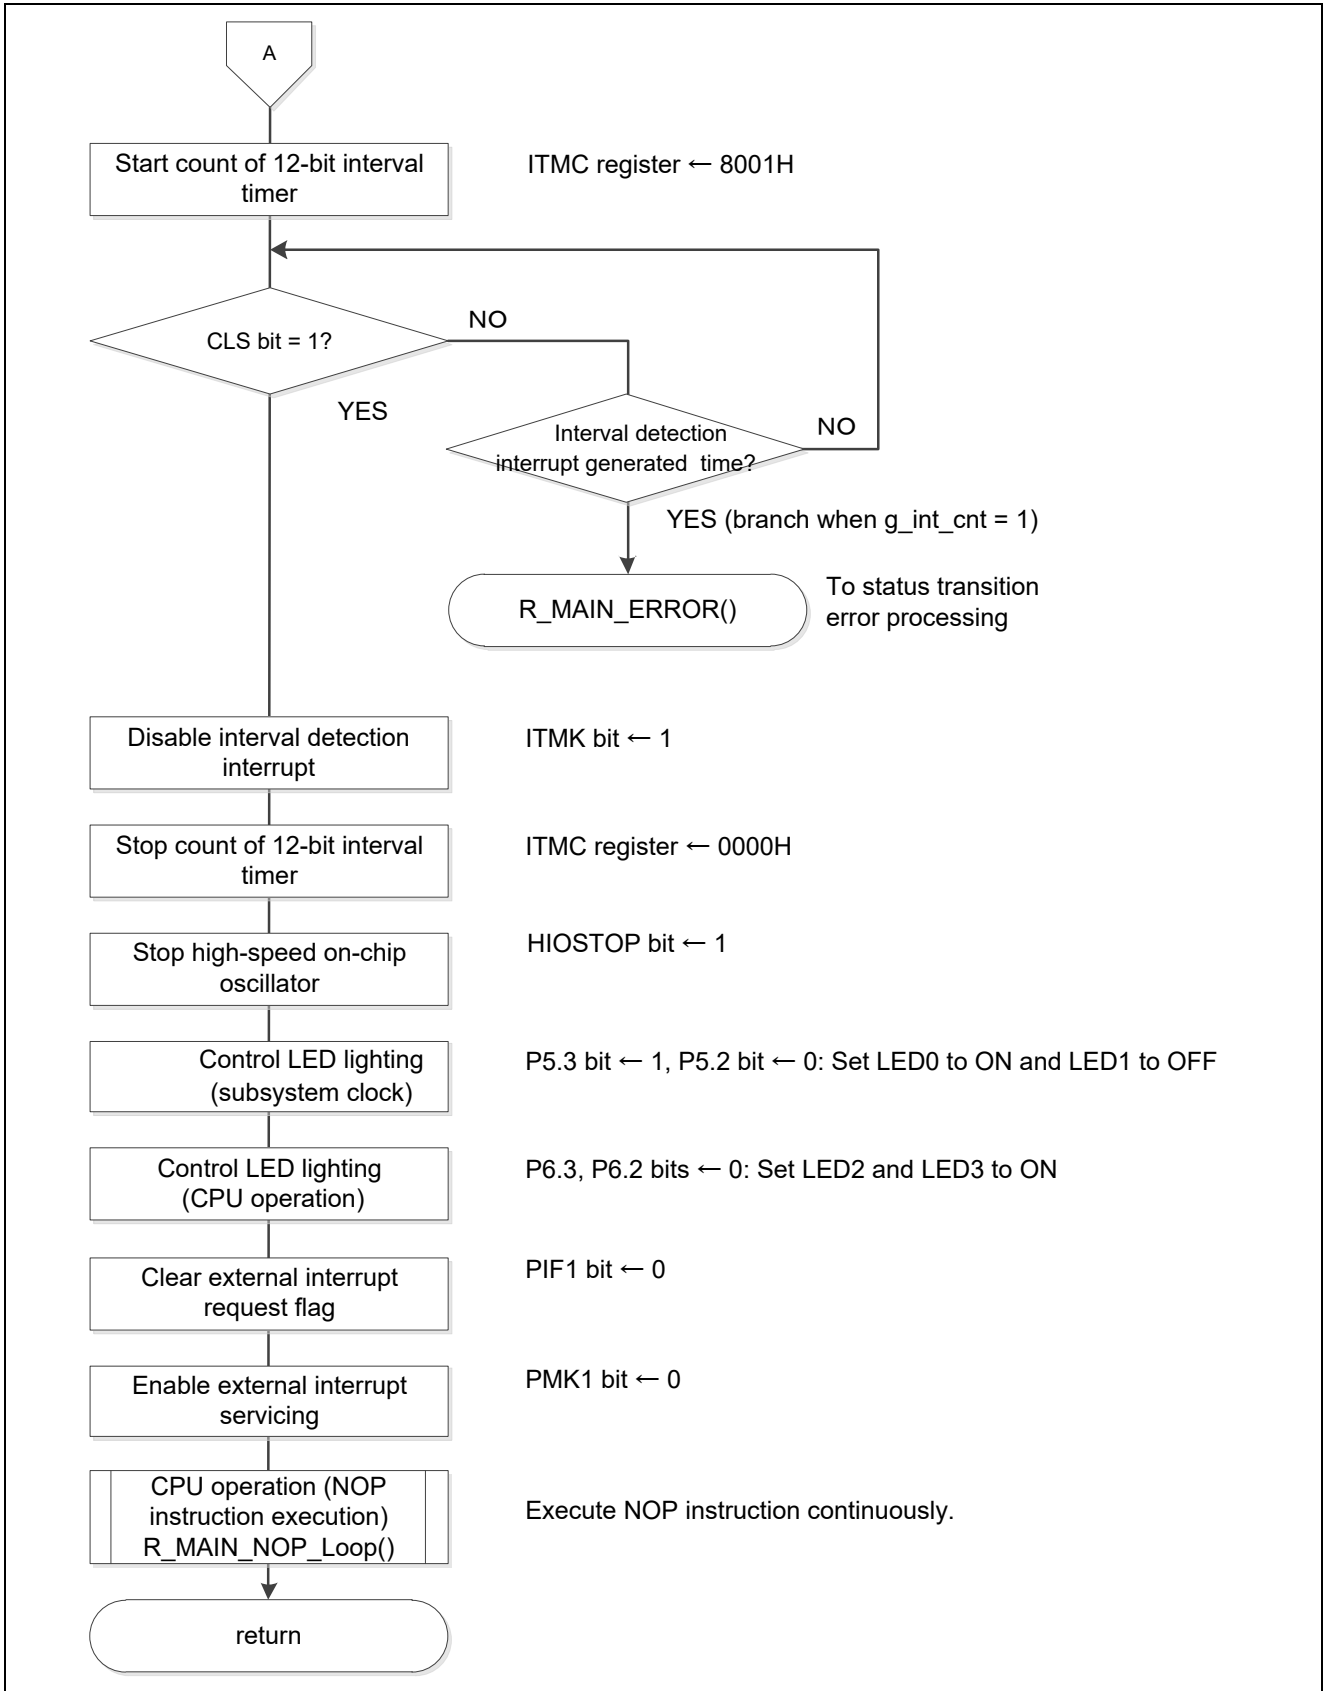 A
Start count of 12-bit interval
timer
ITMC register ← 8001H
CLS bit = 1?
NO
YES
Interval detection
interrupt generated  time?
NO
YES (branch when g_int_cnt = 1)
R_MAIN_ERROR()
To status transition
error processing
Disable interval detection
interrupt
ITMK bit ← 1
Stop count of 12-bit interval
timer
ITMC register ← 0000H
Stop high-speed on-chip
oscillator
HIOSTOP bit ← 1
Control LED lighting
(subsystem clock)
P5.3 bit ← 1, P5.2 bit ← 0: Set LED0 to ON and LED1 to OFF
Control LED lighting
(CPU operation)
P6.3, P6.2 bits ← 0: Set LED2 and LED3 to ON
Clear external interrupt
request flag
PIF1 bit ← 0
Enable external interrupt
servicing
PMK1 bit ← 0
CPU operation (NOP
instruction execution)
R_MAIN_NOP_Loop()
Execute NOP instruction continuously.
return